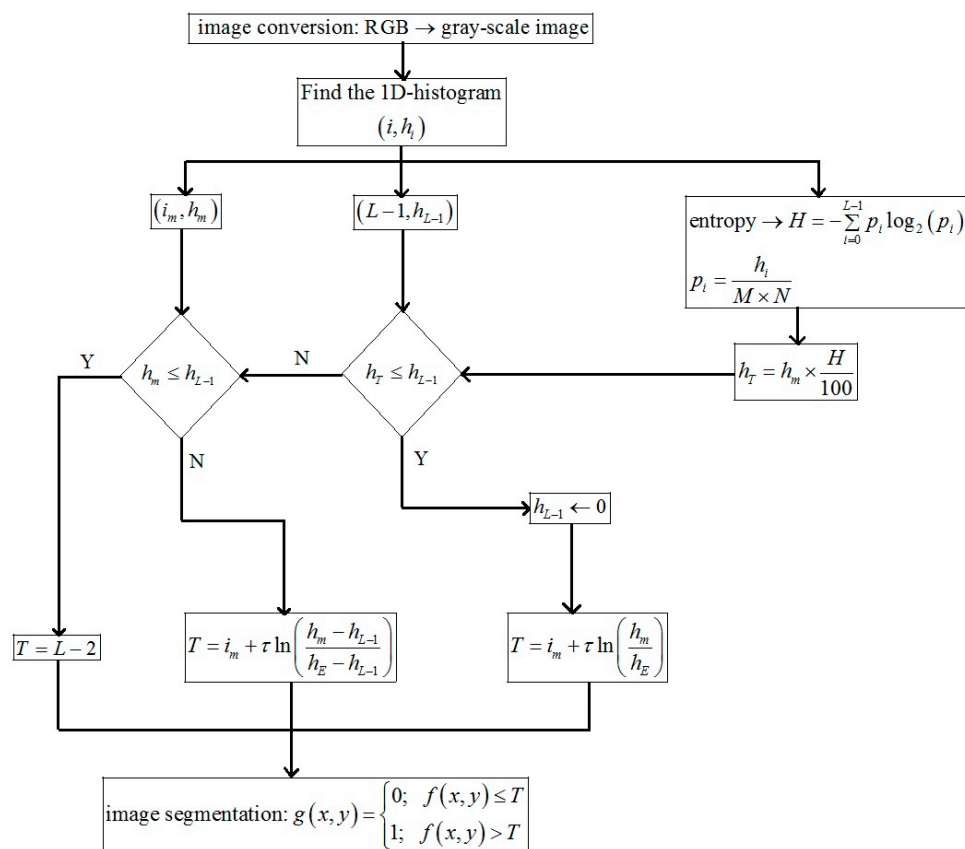 image conversion: RGB → gray-scale image
Find the 1D-histogram
(i, h_i)
(i_m, h_m)
(L−1, h_{L−1})
entropy → H = −∑_{i=0}^{L−1} p_i log_2 (p_i)
p_i = h_i / (M × N)
Y
h_m ≤ h_{L−1}
N
h_T ≤ h_{L−1}
h_T = h_m × H/100
N
Y
h_{L−1} ← 0
T = L − 2
T = i_m + τ ln((h_m − h_{L−1}) / (h_E − h_{L−1}))
T = i_m + τ ln(h_m / h_E)
image segmentation: g(x, y) = {0; f(x, y) ≤ T
1; f(x, y) > T